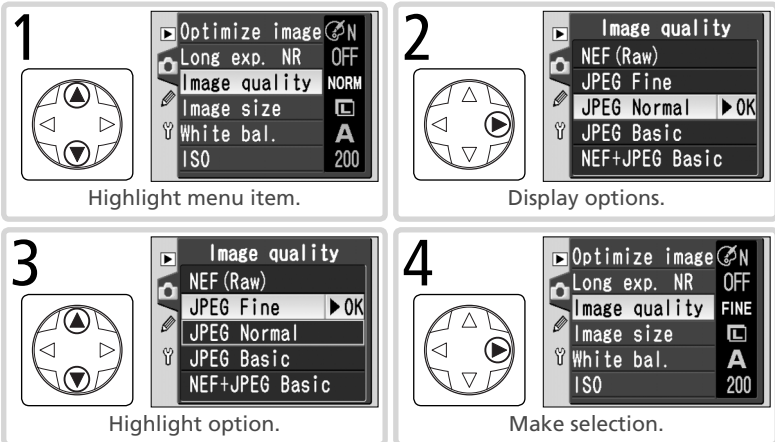 1
Optimize image N
Long exp. NR OFF
Image quality NORM
Image size L
White bal. A
ISO 200
Highlight menu item.
2
Image quality
NEF(Raw)
JPEG Fine
JPEG Normal OK
JPEG Basic
NEF+JPEG Basic
Display options.
3
Image quality
NEF(Raw)
JPEG Fine OK
JPEG Normal
JPEG Basic
NEF+JPEG Basic
Highlight option.
4
Optimize image N
Long exp. NR OFF
Image quality FINE
Image size L
White bal. A
ISO 200
Make selection.